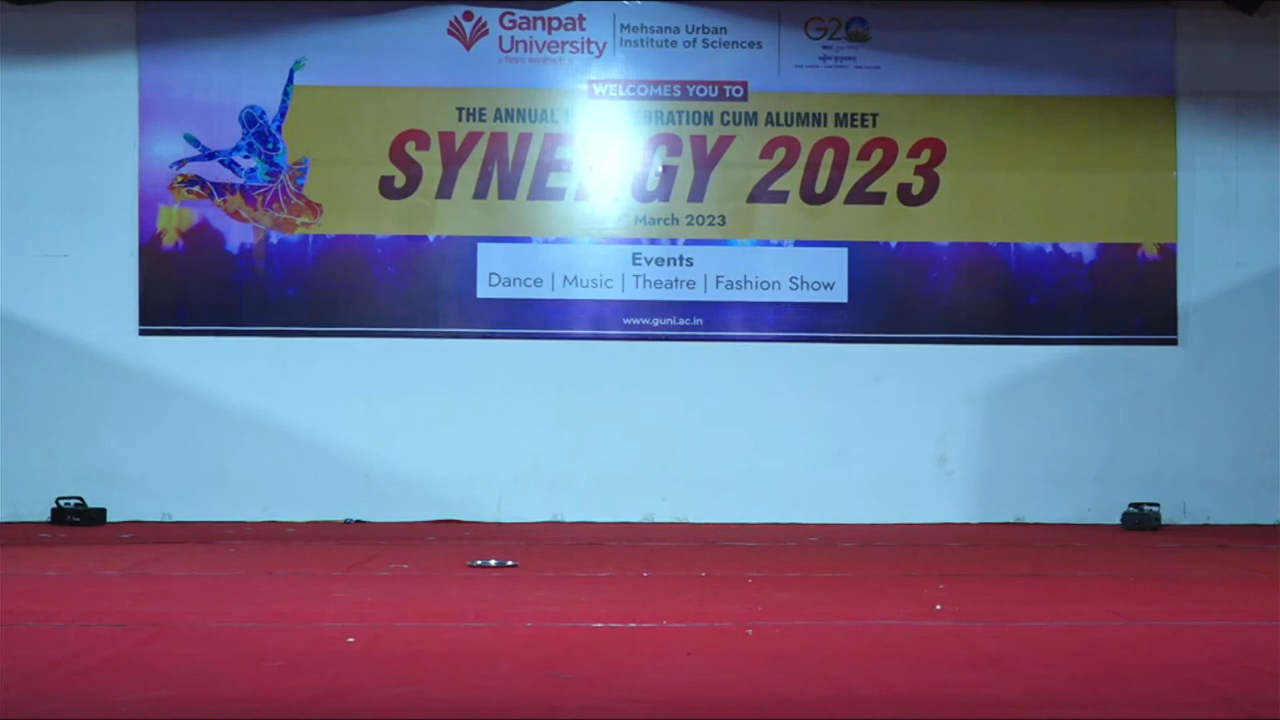 Ganpat
University
Mehsana Urban
Institute of Sciences
G20
WELCOMES YOU TO
THE ANNUAL CUM ALUMNI MEET
SYNERGY 2023
March 2023
Events
Dance | Music | Theatre | Fashion Show
www.guni.ac.in